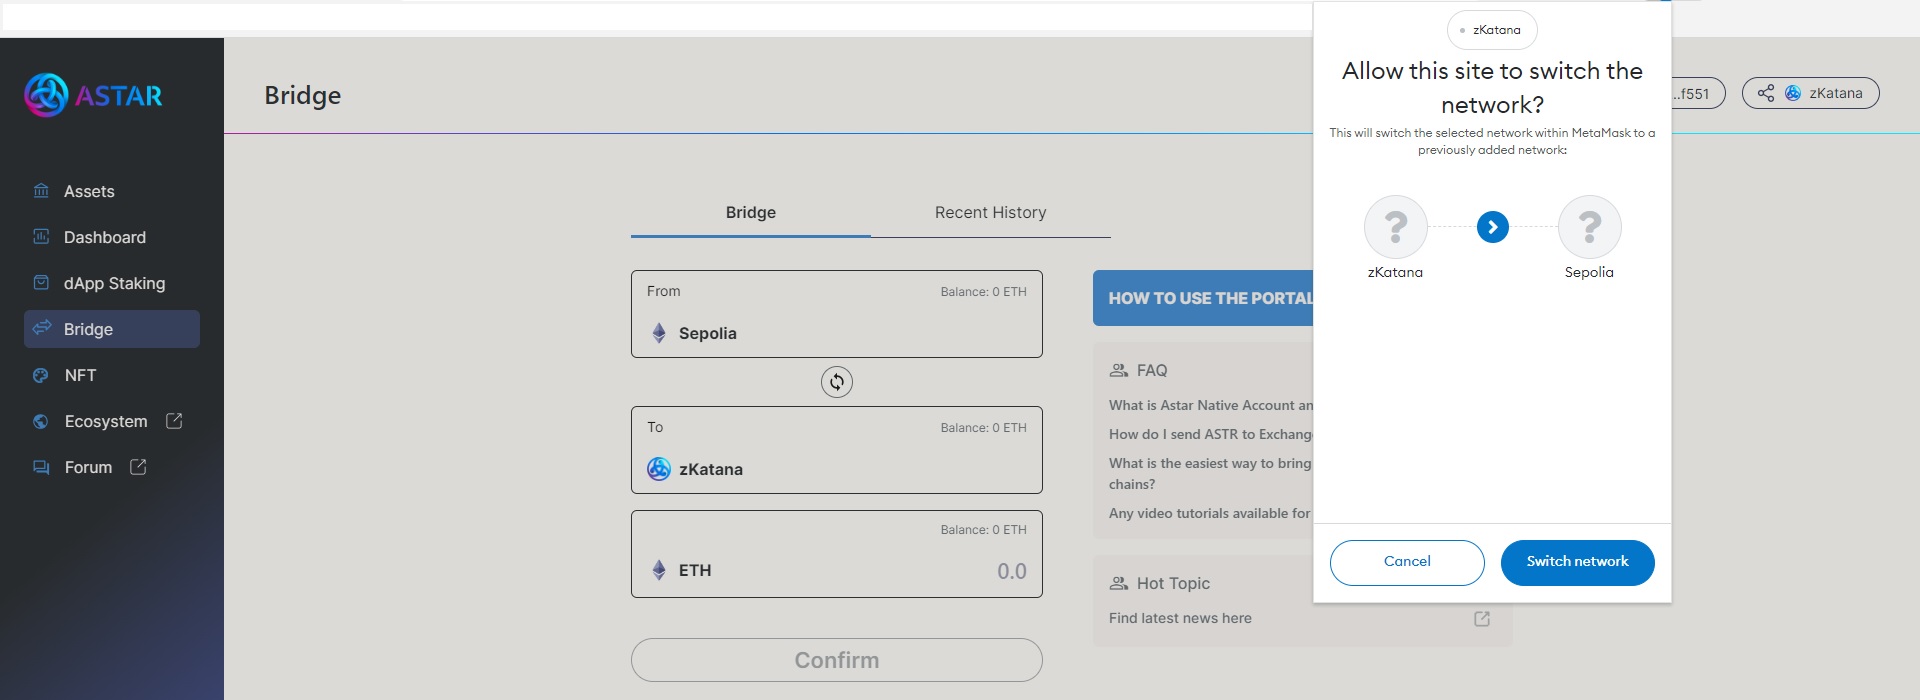 ASTAR
Assets
Dashboard
dApp Staking
Bridge
NFT
Ecosystem
Forum
Bridge
..f551
zKatana
Bridge
Recent History
From
Balance: 0 ETH
Sepolia
To
Balance: 0 ETH
zKatana
Balance: 0 ETH
ETH
0.0
Confirm
HOW TO USE THE PORTAL
FAQ
What is Astar Native Account an
How do I send ASTR to Exchang
What is the easiest way to bring
chains?
Any video tutorials available for
Hot Topic
Find latest news here
zKatana
Allow this site to switch the
network?
This will switch the selected network within MetaMask to a
previously added network:
?
?
zKatana
Sepolia
Cancel
Switch network